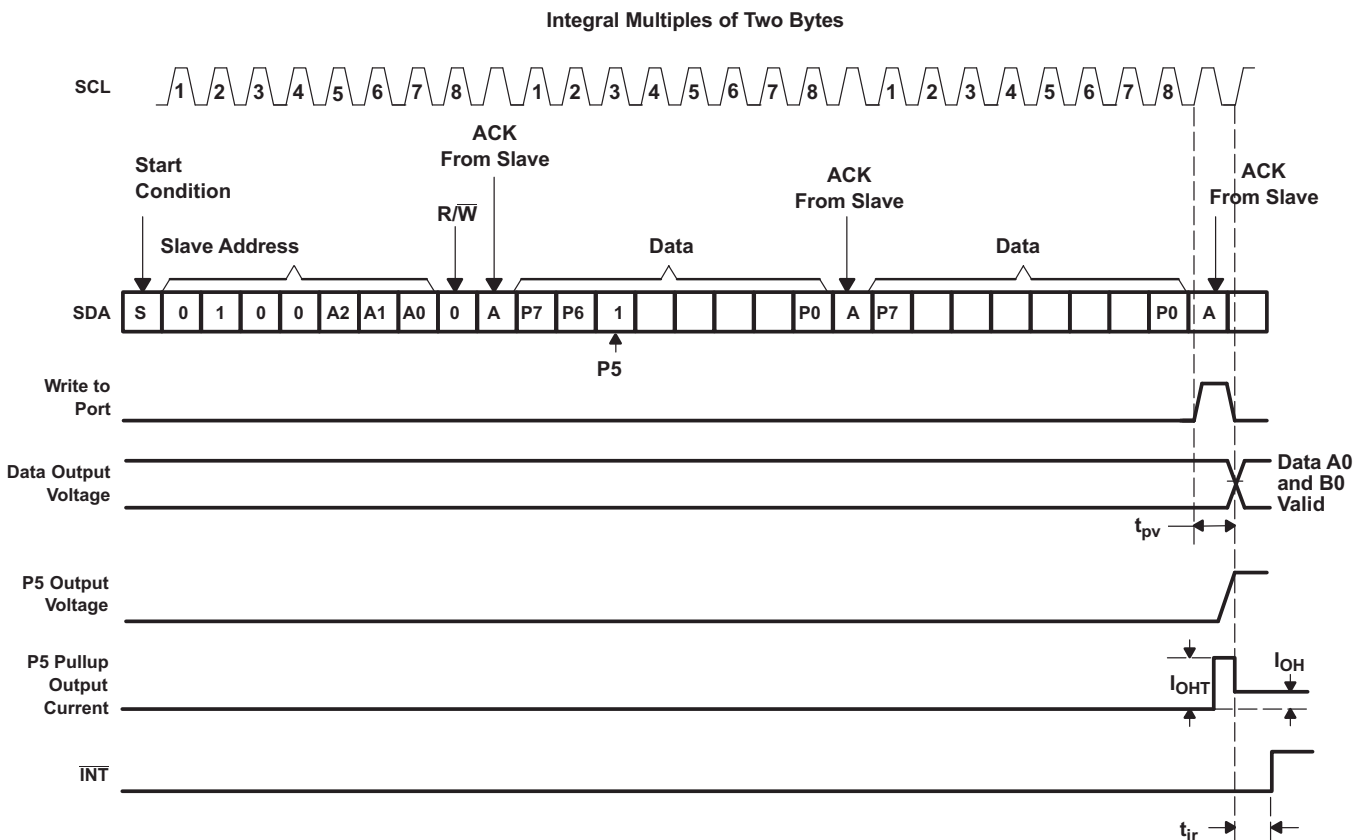 Integral Multiples of Two Bytes
SCL
1 2 3 4 5 6 7 8 1 2 3 4 5 6 7 8 1 2 3 4 5 6 7 8
Start
Condition
ACK
From Slave
R/W̅
ACK
From Slave
ACK
From Slave
Slave Address
Data
Data
SDA
S 0 1 0 0 A2 A1 A0 0 A P7 P6 1 P0 A P7 P0 A
P5
Write to
Port
Data Output
Voltage
Data A0
and B0
Valid
tpv
P5 Output
Voltage
P5 Pullup
Output
Current
IOHT
IOH
I̅N̅T̅
tir